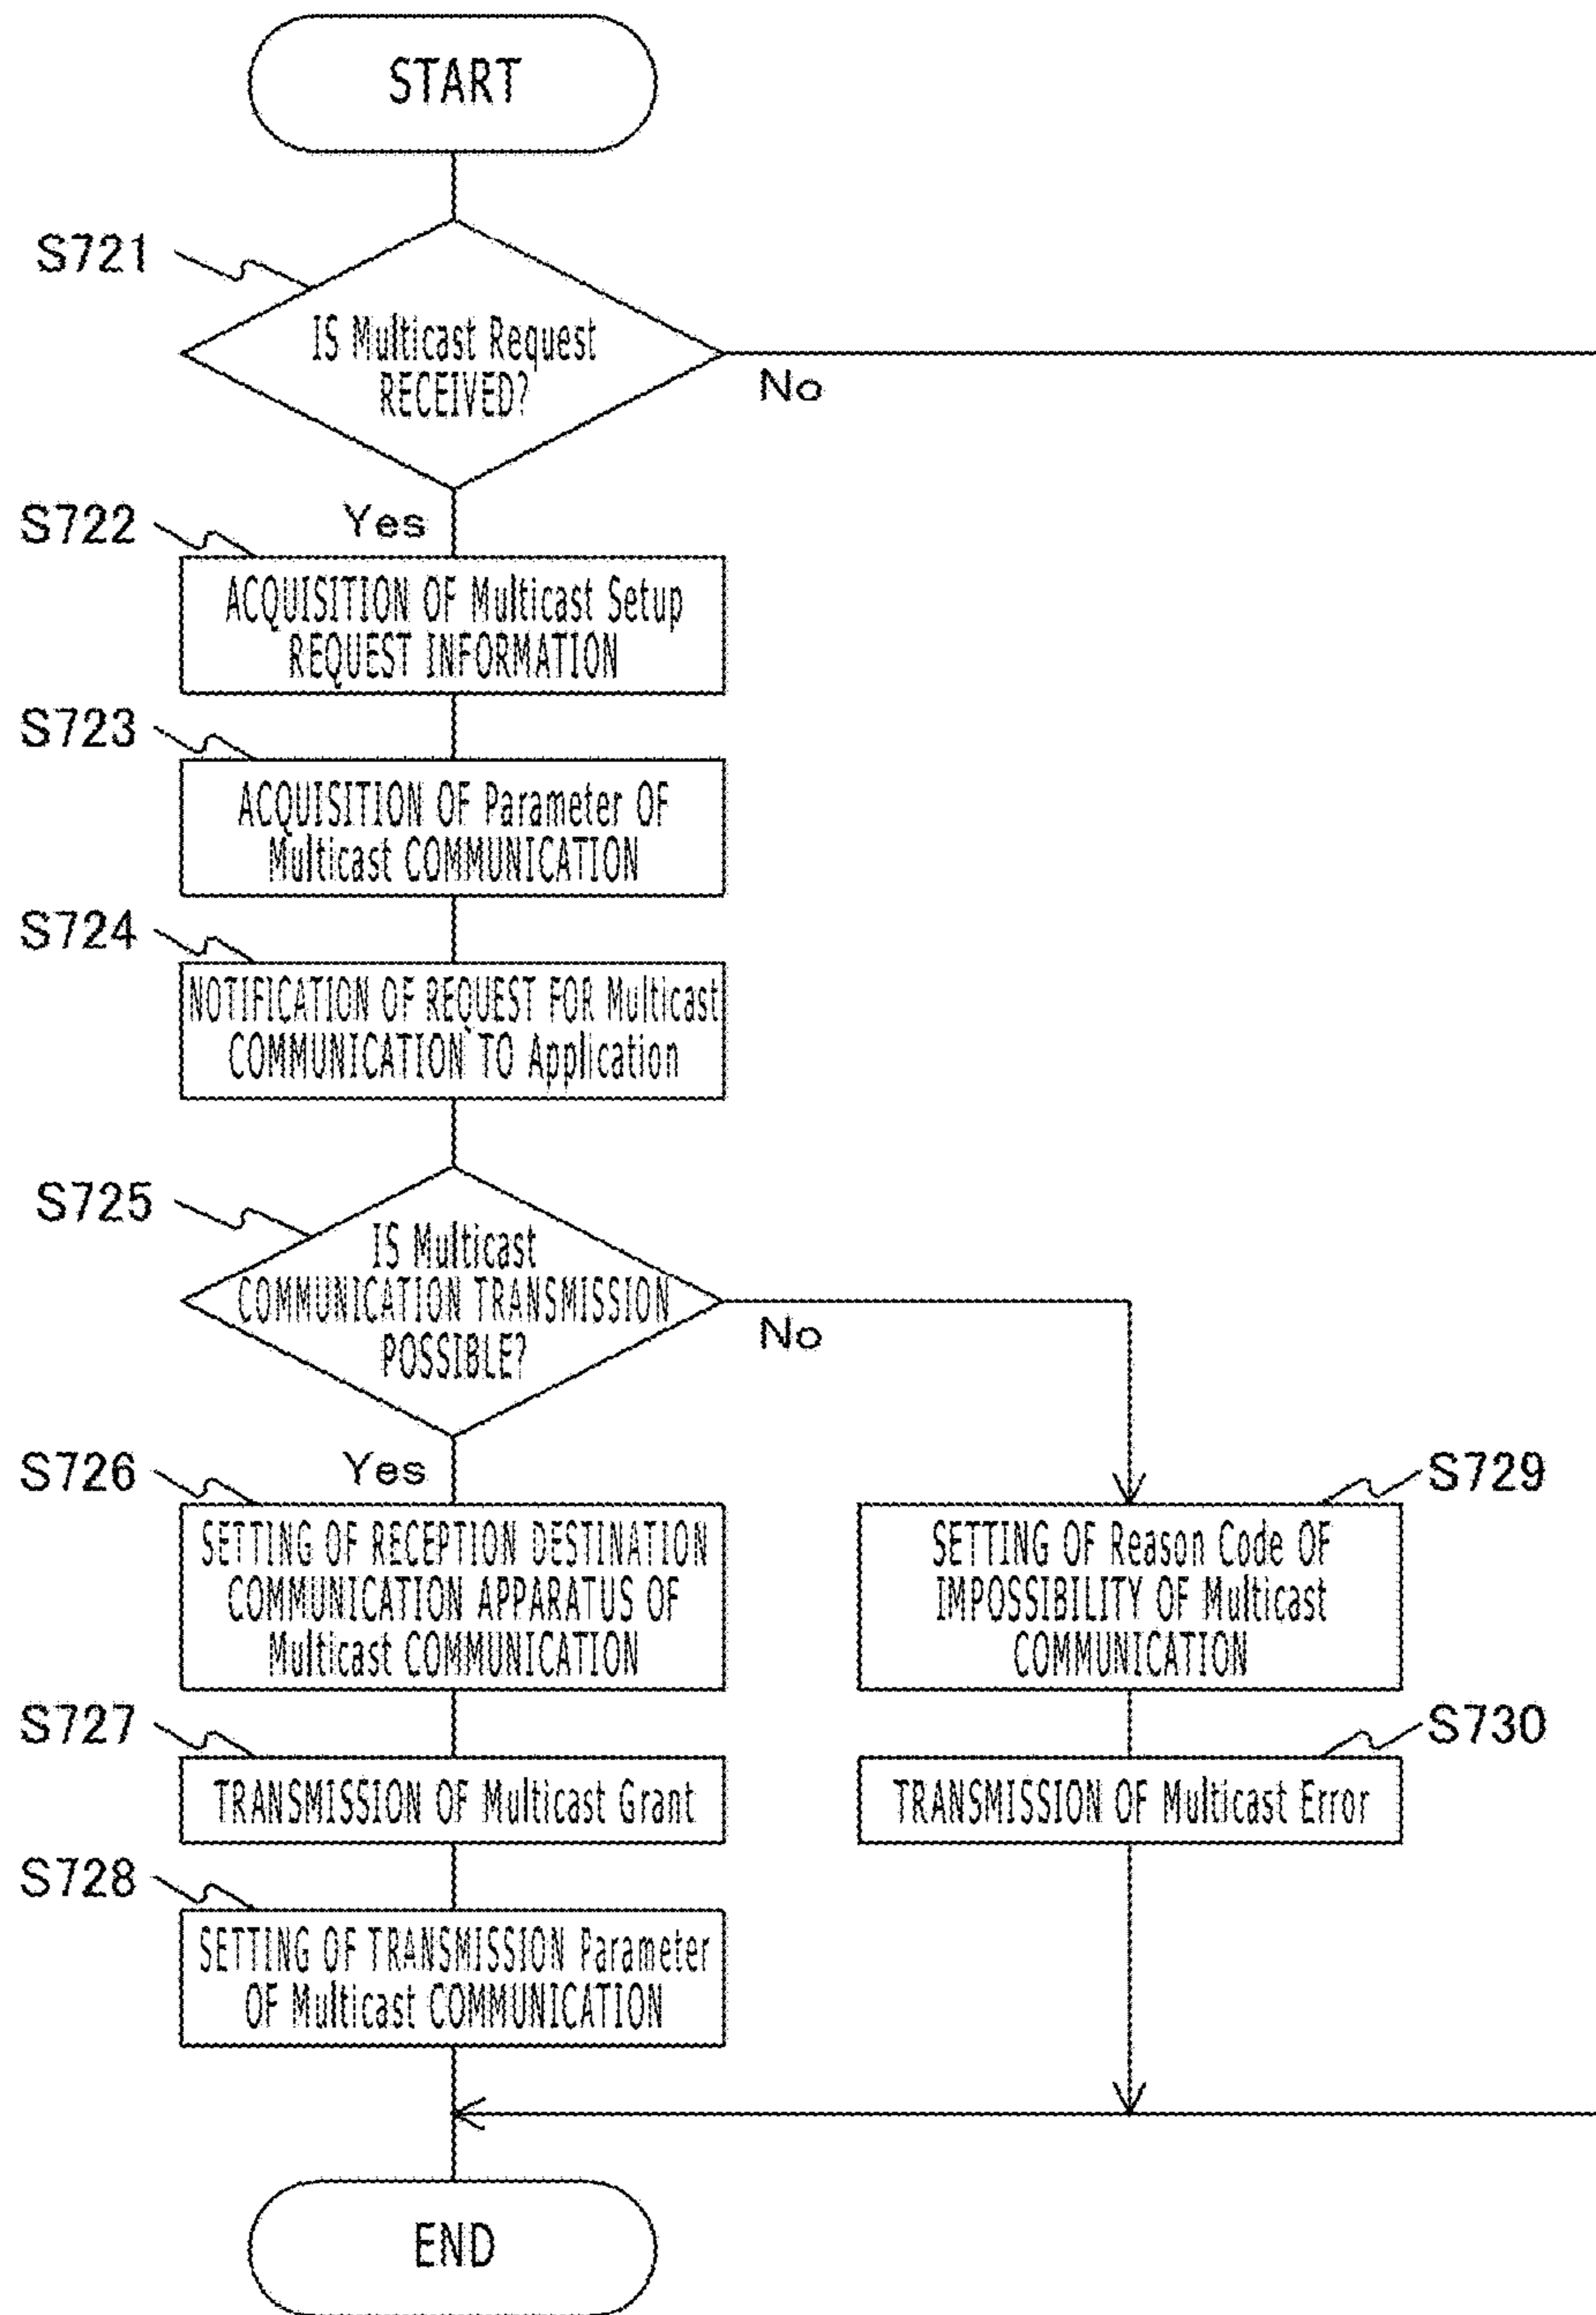 START
S721
IS Multicast Request
RECEIVED?
No
Yes
S722
ACQUISITION OF Multicast Setup
REQUEST INFORMATION
S723
ACQUISITION OF Parameter OF
Multicast COMMUNICATION
S724
NOTIFICATION OF REQUEST FOR Multicast
COMMUNICATION TO Application
S725
IS Multicast
COMMUNICATION TRANSMISSION
POSSIBLE?
No
Yes
S726
SETTING OF RECEPTION DESTINATION
COMMUNICATION APPARATUS OF
Multicast COMMUNICATION
S729
SETTING OF Reason Code OF
IMPOSSIBILITY OF Multicast
COMMUNICATION
S727
TRANSMISSION OF Multicast Grant
S730
TRANSMISSION OF Multicast Error
S728
SETTING OF TRANSMISSION Parameter
OF Multicast COMMUNICATION
END